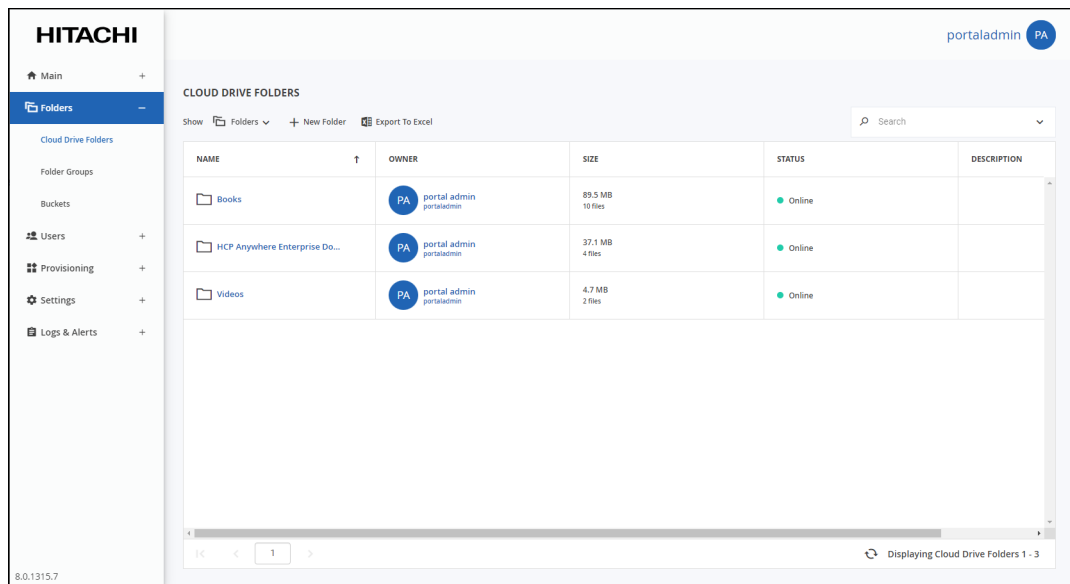 HITACHI
portaladmin PA
Main
Folders
Cloud Drive Folders
Folder Groups
Buckets
Users
Provisioning
Settings
Logs & Alerts
8.0.1315.7
CLOUD DRIVE FOLDERS
Show Folders New Folder Export To Excel Search
NAME OWNER SIZE STATUS DESCRIPTION
Books PA portal admin 89.5 MB Online
portaladmin 10 files
HCP Anywhere Enterprise Do... PA portal admin 37.1 MB Online
portaladmin 4 files
Videos PA portal admin 4.7 MB Online
portaladmin 2 files
1 Displaying Cloud Drive Folders 1 - 3